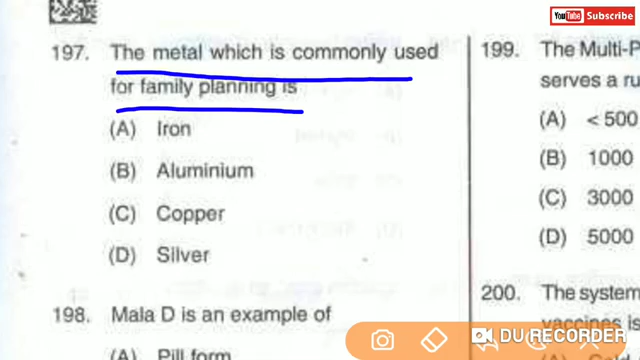 YouTube Subscribe
197. The metal which is commonly used
for family planning is
(A) Iron
(B) Aluminium
(C) Copper
(D) Silver
198. Mala D is an example of
(A) Pill form
199. The Multi-P
serves a ru
(A) < 500
(B) 1000
(C) 3000
(D) 5000
200. The system
vaccines is
DU RECORDER